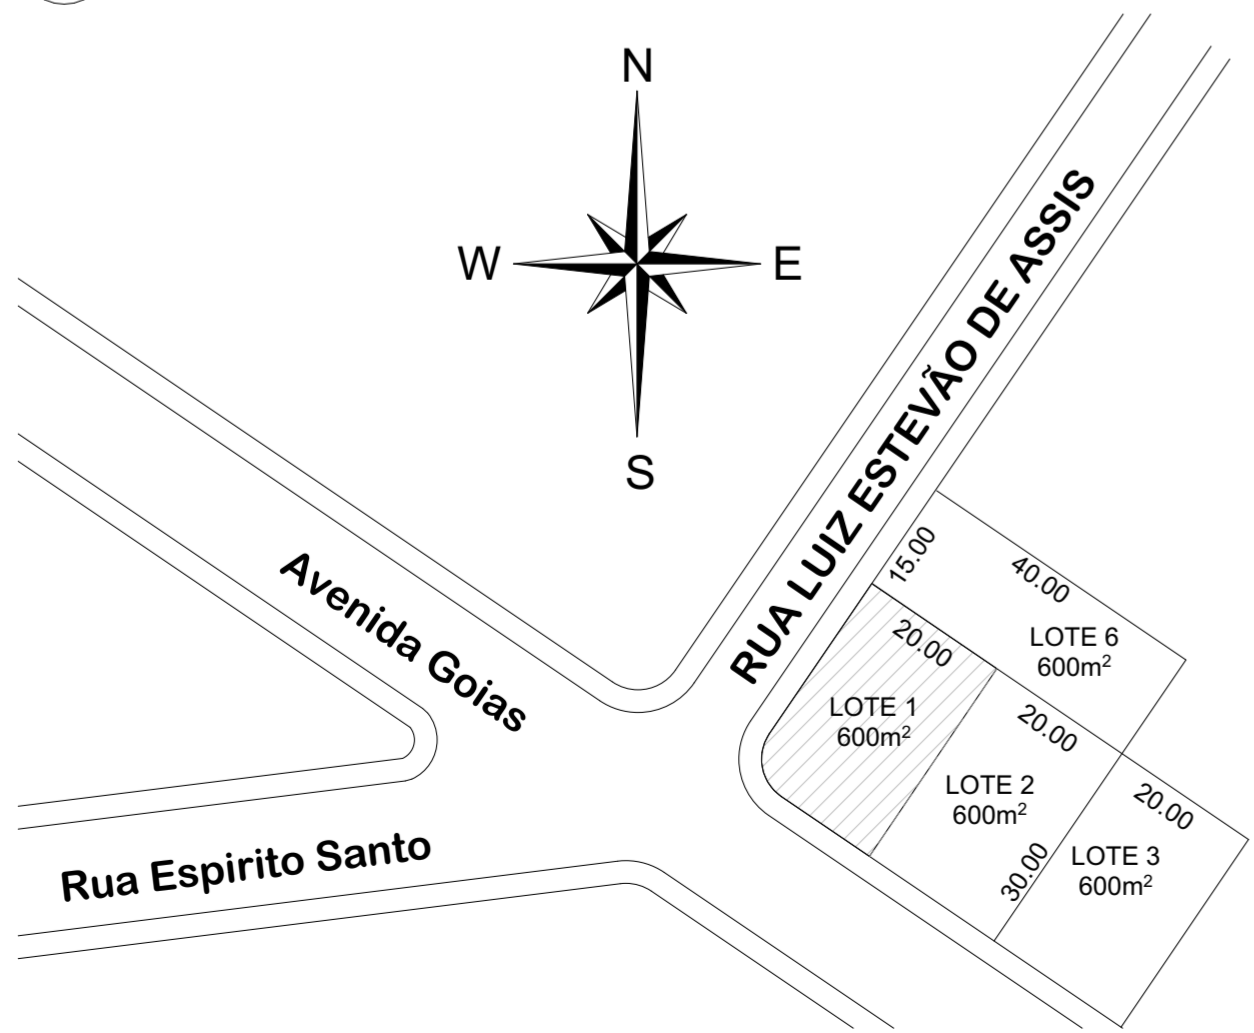 N
W
E
S
RUA LUIZ ESTEVÃO DE ASSIS
Avenida Goias
Rua Espirito Santo
15.00
40.00
LOTE 6
600m²
20.00
LOTE 1
600m²
20.00
LOTE 2
600m²
20.00
30.00
LOTE 3
600m²